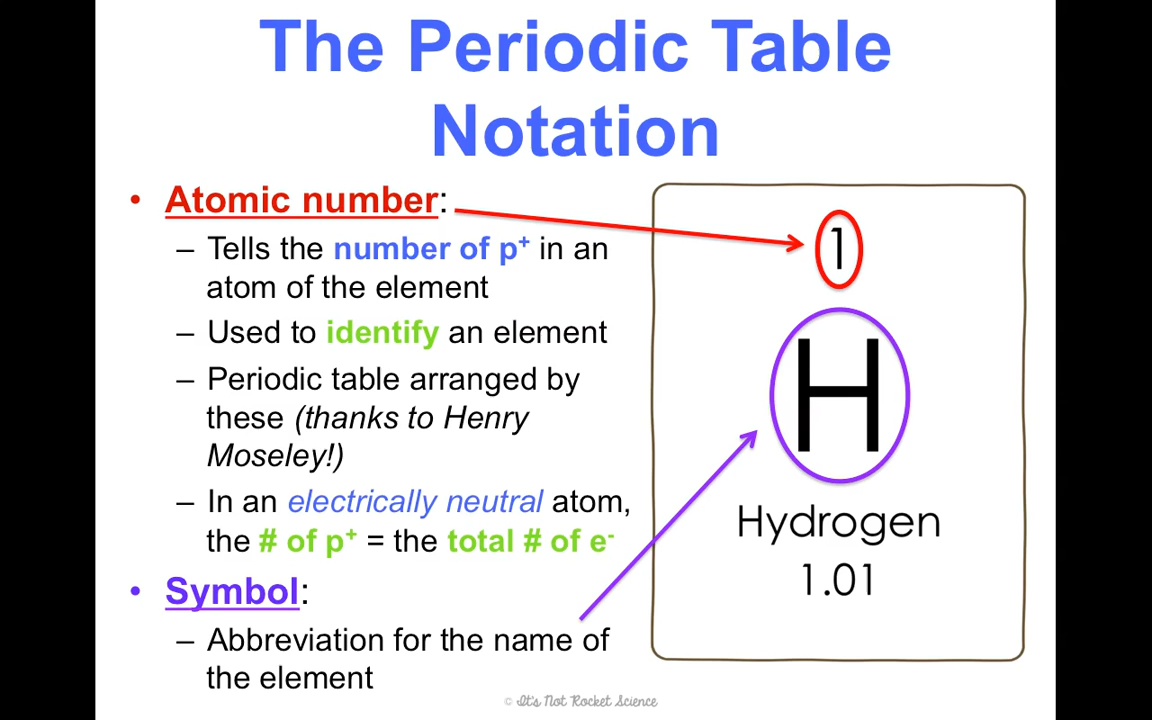 The Periodic Table
Notation
• Atomic number:
– Tells the number of p⁺ in an
atom of the element
– Used to identify an element
– Periodic table arranged by
these (thanks to Henry
Moseley!)
– In an electrically neutral atom,
the # of p⁺ = the total # of e⁻
• Symbol:
– Abbreviation for the name of
the element
1
H
Hydrogen
1.01
© It's Not Rocket Science